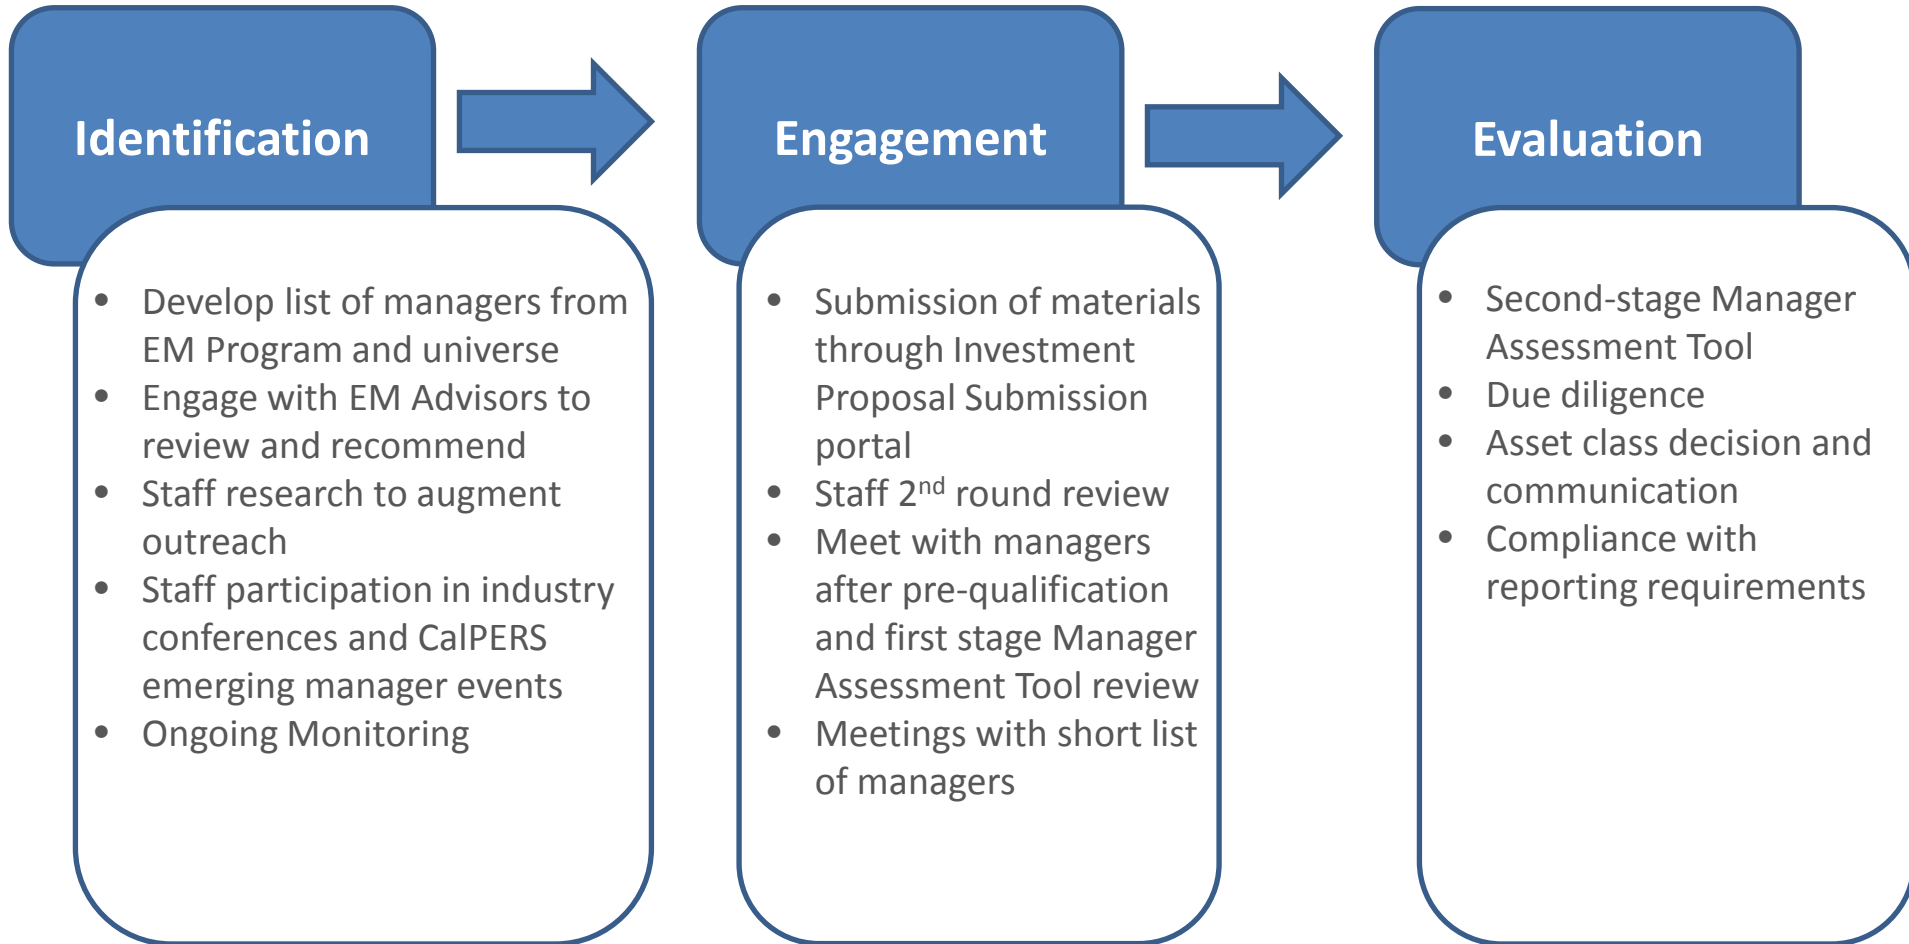 Identification
• Develop list of managers from
EM Program and universe
• Engage with EM Advisors to
review and recommend
• Staff research to augment
outreach
• Staff participation in industry
conferences and CalPERS
emerging manager events
• Ongoing Monitoring
Engagement
• Submission of materials
through Investment
Proposal Submission
portal
• Staff 2nd round review
• Meet with managers
after pre-qualification
and first stage Manager
Assessment Tool review
• Meetings with short list
of managers
Evaluation
• Second-stage Manager
Assessment Tool
• Due diligence
• Asset class decision and
communication
• Compliance with
reporting requirements